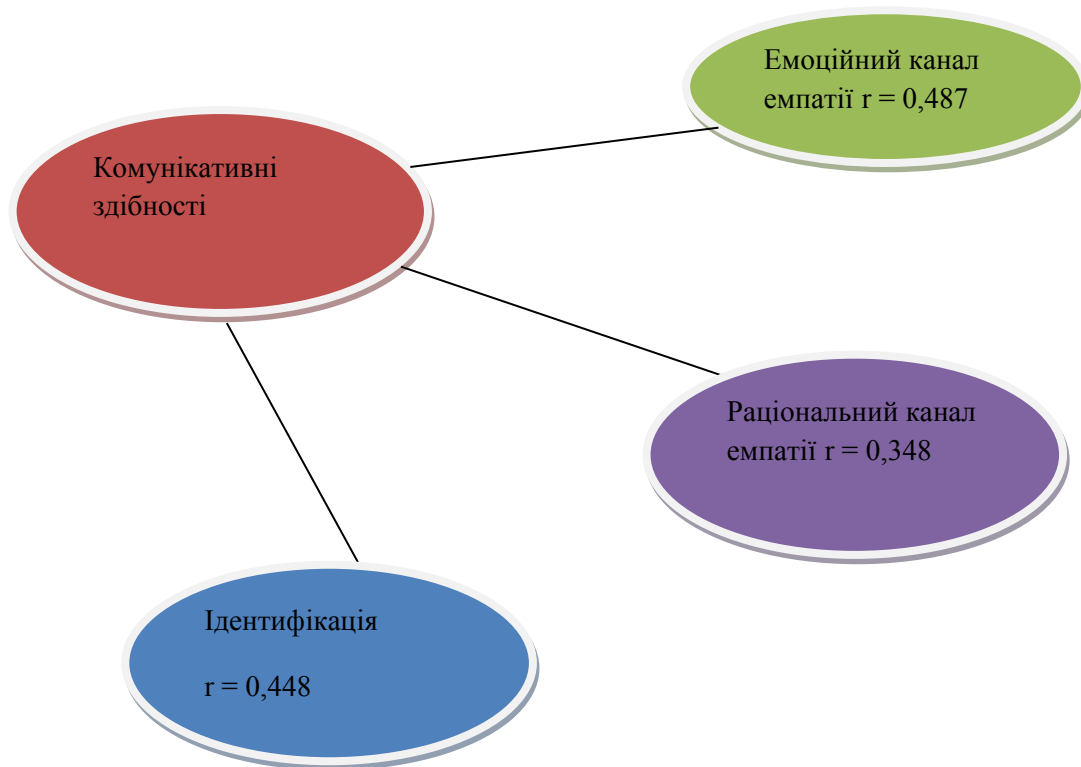 Емоційний канал
емпатії r = 0,487
Комунікативні
здібності
Раціональний канал
емпатії r = 0,348
Ідентифікація
r = 0,448